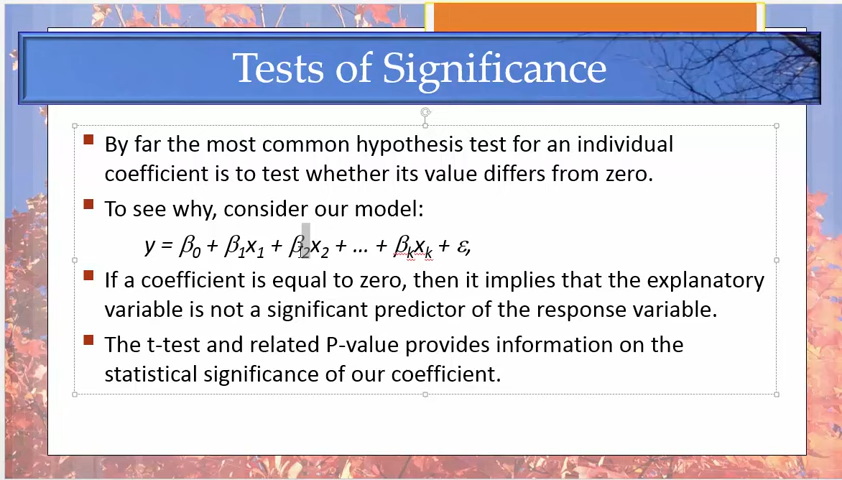 Tests of Significance
By far the most common hypothesis test for an individual
coefficient is to test whether its value differs from zero.
To see why, consider our model:
y = β₀ + β₁x₁ + β₂x₂ + ... + βₖxₖ + ε,
If a coefficient is equal to zero, then it implies that the explanatory
variable is not a significant predictor of the response variable.
The t-test and related P-value provides information on the
statistical significance of our coefficient.